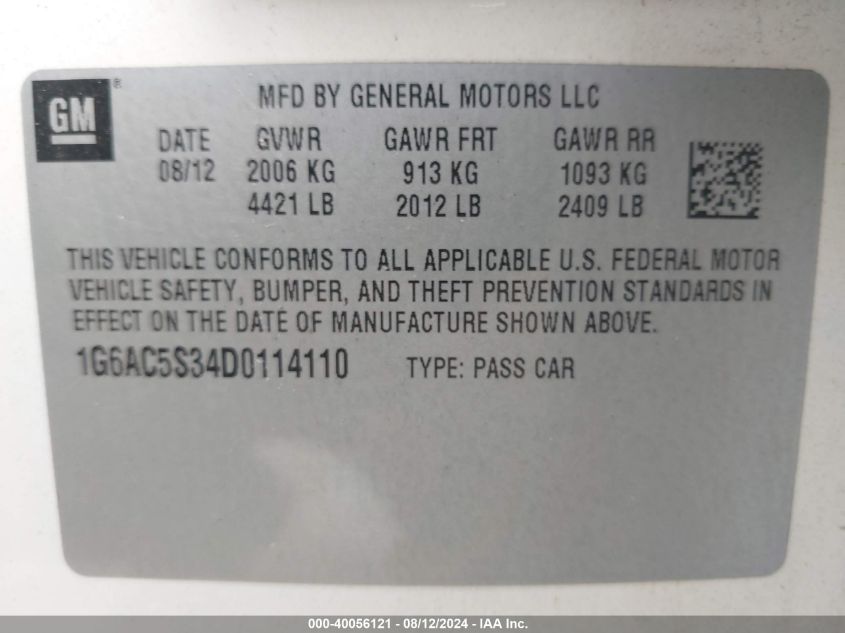 GM ®
MFD BY GENERAL MOTORS LLC
DATE GVWR GAWR FRT GAWR RR
08/12 2006 KG 913 KG 1093 KG
4421 LB 2012 LB 2409 LB
THIS VEHICLE CONFORMS TO ALL APPLICABLE U.S. FEDERAL MOTOR
VEHICLE SAFETY, BUMPER, AND THEFT PREVENTION STANDARDS IN
EFFECT ON THE DATE OF MANUFACTURE SHOWN ABOVE.
1G6AC5S34D0114110 TYPE: PASS CAR
000-40056121 - 08/12/2024 - IAA Inc.